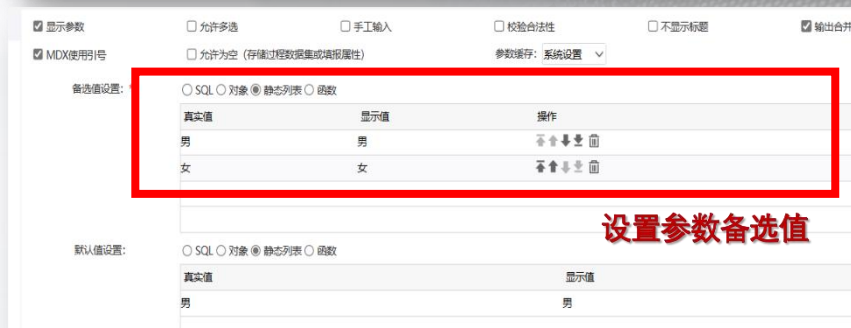 显示参数 允许多选 手工输入 校验合法性 不显示标题 输出合并
MDX使用引号 允许为空（存储过程数据集或填报属性） 参数缓存： 系统设置
备选值设置： SQL 对象 静态列表 函数
真实值 显示值 操作
男 男
女 女
设置参数备选值
默认值设置： SQL 对象 静态列表 函数
真实值 显示值
男 男